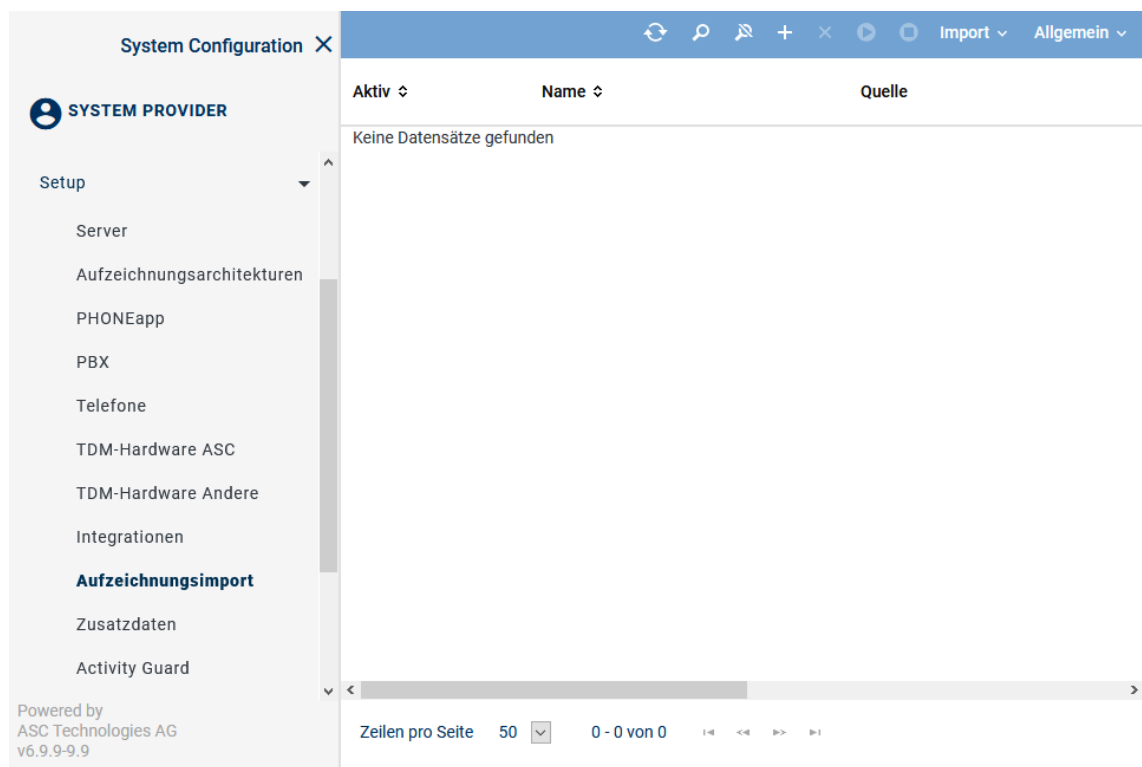 System Configuration
Import
Allgemein
SYSTEM PROVIDER
Aktiv
Name
Quelle
Keine Datensätze gefunden
Setup
Server
Aufzeichnungsarchitekturen
PHONEapp
PBX
Telefone
TDM-Hardware ASC
TDM-Hardware Andere
Integrationen
Aufzeichnungsimport
Zusatzdaten
Activity Guard
Powered by
ASC Technologies AG
v6.9.9-9.9
Zeilen pro Seite 50 0 - 0 von 0